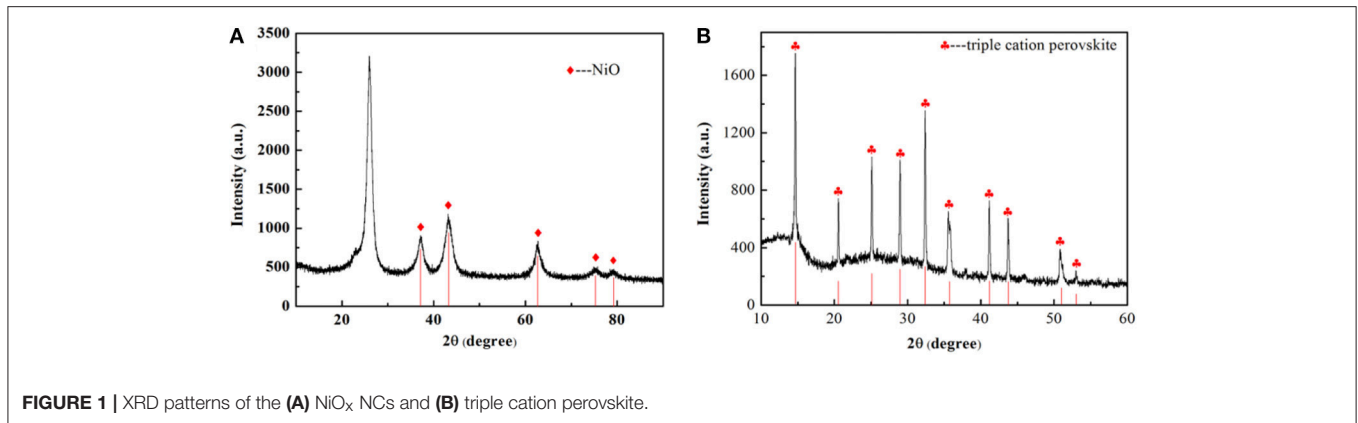 A
3500
3000
2500
2000
1500
1000
500
0
Intensity (a.u.)
♦---NiO
20 40 60 80
2θ (degree)
B
1600
1200
800
400
0
Intensity (a.u.)
♣---triple cation perovskite
10 20 30 40 50 60
2θ (degree)
FIGURE 1 | XRD patterns of the (A) NiOₓ NCs and (B) triple cation perovskite.